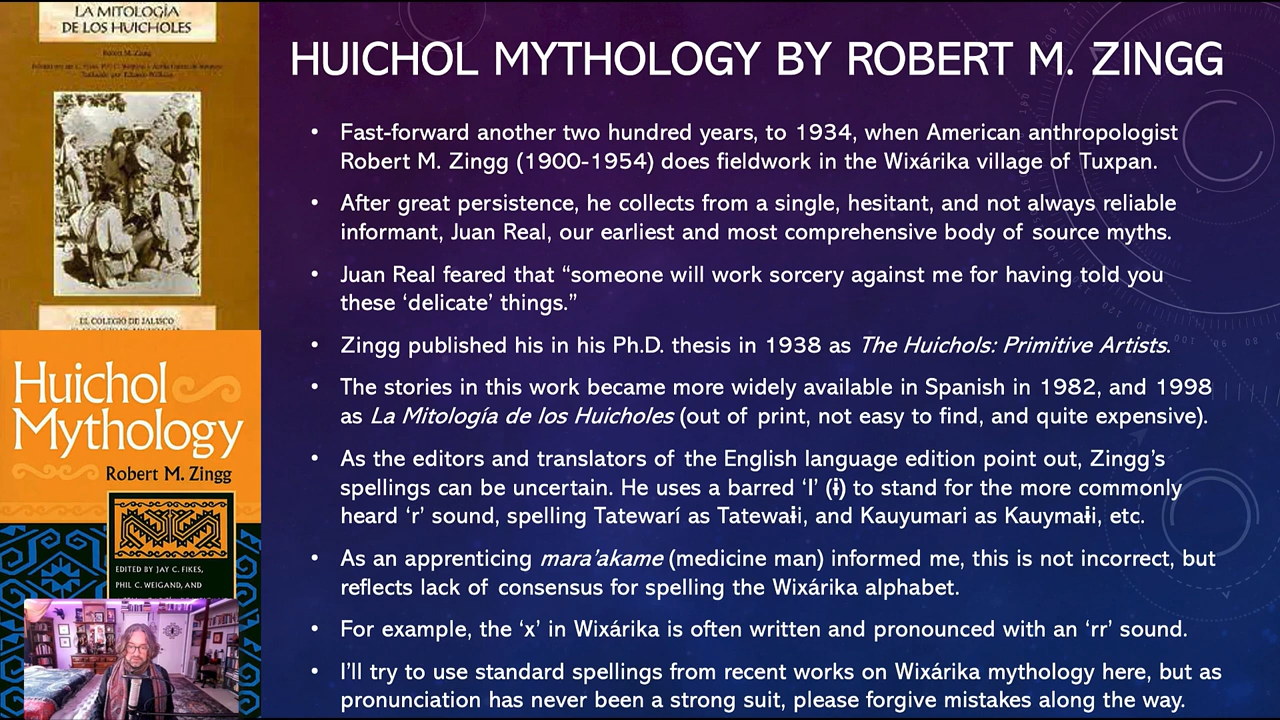 LA MITOLOGÍA
DE LOS HUICHOLES
Robert M. Zingg
EL COLEGIO DE JALISCO
Huichol
Mythology
Robert M. Zingg
EDITED BY JAY C. FIKES,
PHIL C. WEIGAND, AND
HUICHOL MYTHOLOGY BY ROBERT M. ZINGG
• Fast-forward another two hundred years, to 1934, when American anthropologist
Robert M. Zingg (1900-1954) does fieldwork in the Wixárika village of Tuxpan.
• After great persistence, he collects from a single, hesitant, and not always reliable
informant, Juan Real, our earliest and most comprehensive body of source myths.
• Juan Real feared that “someone will work sorcery against me for having told you
these ‘delicate’ things.”
• Zingg published his in his Ph.D. thesis in 1938 as The Huichols: Primitive Artists.
• The stories in this work became more widely available in Spanish in 1982, and 1998
as La Mitología de los Huicholes (out of print, not easy to find, and quite expensive).
• As the editors and translators of the English language edition point out, Zingg’s
spellings can be uncertain. He uses a barred ‘l’ (ɨ) to stand for the more commonly
heard ‘r’ sound, spelling Tatewarí as Tatewaɨi, and Kauyumari as Kauymaɨi, etc.
• As an apprenticing mara’akame (medicine man) informed me, this is not incorrect, but
reflects lack of consensus for spelling the Wixárika alphabet.
• For example, the ‘x’ in Wixárika is often written and pronounced with an ‘rr’ sound.
• I’ll try to use standard spellings from recent works on Wixárika mythology here, but as
pronunciation has never been a strong suit, please forgive mistakes along the way.